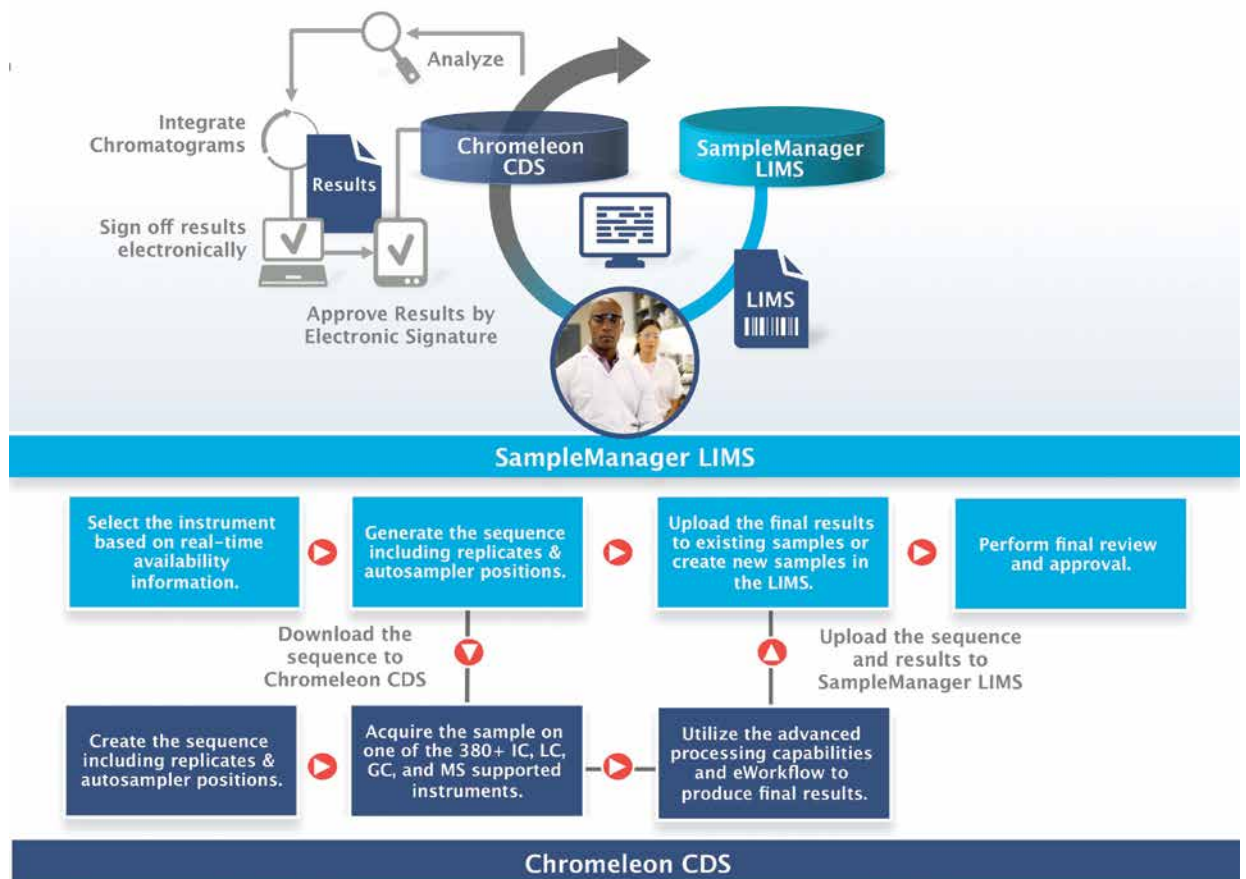 Analyze
Integrate
Chromatograms
Results
Sign off results
electronically
Approve Results by
Electronic Signature
Chromeleon
CDS
SampleManager
LIMS
LIMS
SampleManager LIMS
Select the instrument
based on real-time
availability
information.
Generate the sequence
including replicates &
autosampler positions.
Upload the final results
to existing samples or
create new samples in
the LIMS.
Perform final review
and approval.
Download the
sequence to
Chromeleon CDS
Upload the sequence
and results to
SampleManager LIMS
Create the sequence
including replicates &
autosampler positions.
Acquire the sample on
one of the 380+ IC, LC,
GC, and MS supported
instruments.
Utilize the advanced
processing capabilities
and eWorkflow to
produce final results.
Chromeleon CDS